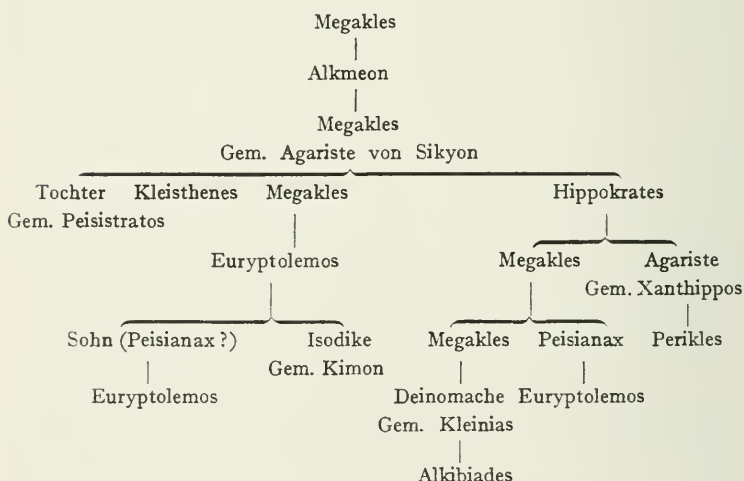 Megakles
Alkmeon
Megakles
Gem. Agariste von Sikyon
Tochter Kleisthenes Megakles Hippokrates
Gem. Peisistratos
Euryptolemos Megakles Agariste
Gem. Xanthippos
Sohn (Peisianax ?) Isodike Megakles Peisianax Perikles
Gem. Kimon
Euryptolemos Deinomache Euryptolemos
Gem. Kleinias
Alkibiades